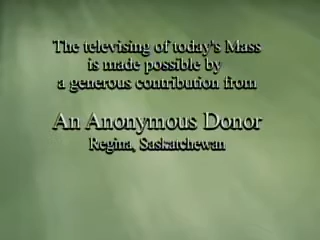 The televising of today's Mass
is made possible by
a generous contribution from
An Anonymous Donor
Regina, Saskatchewan